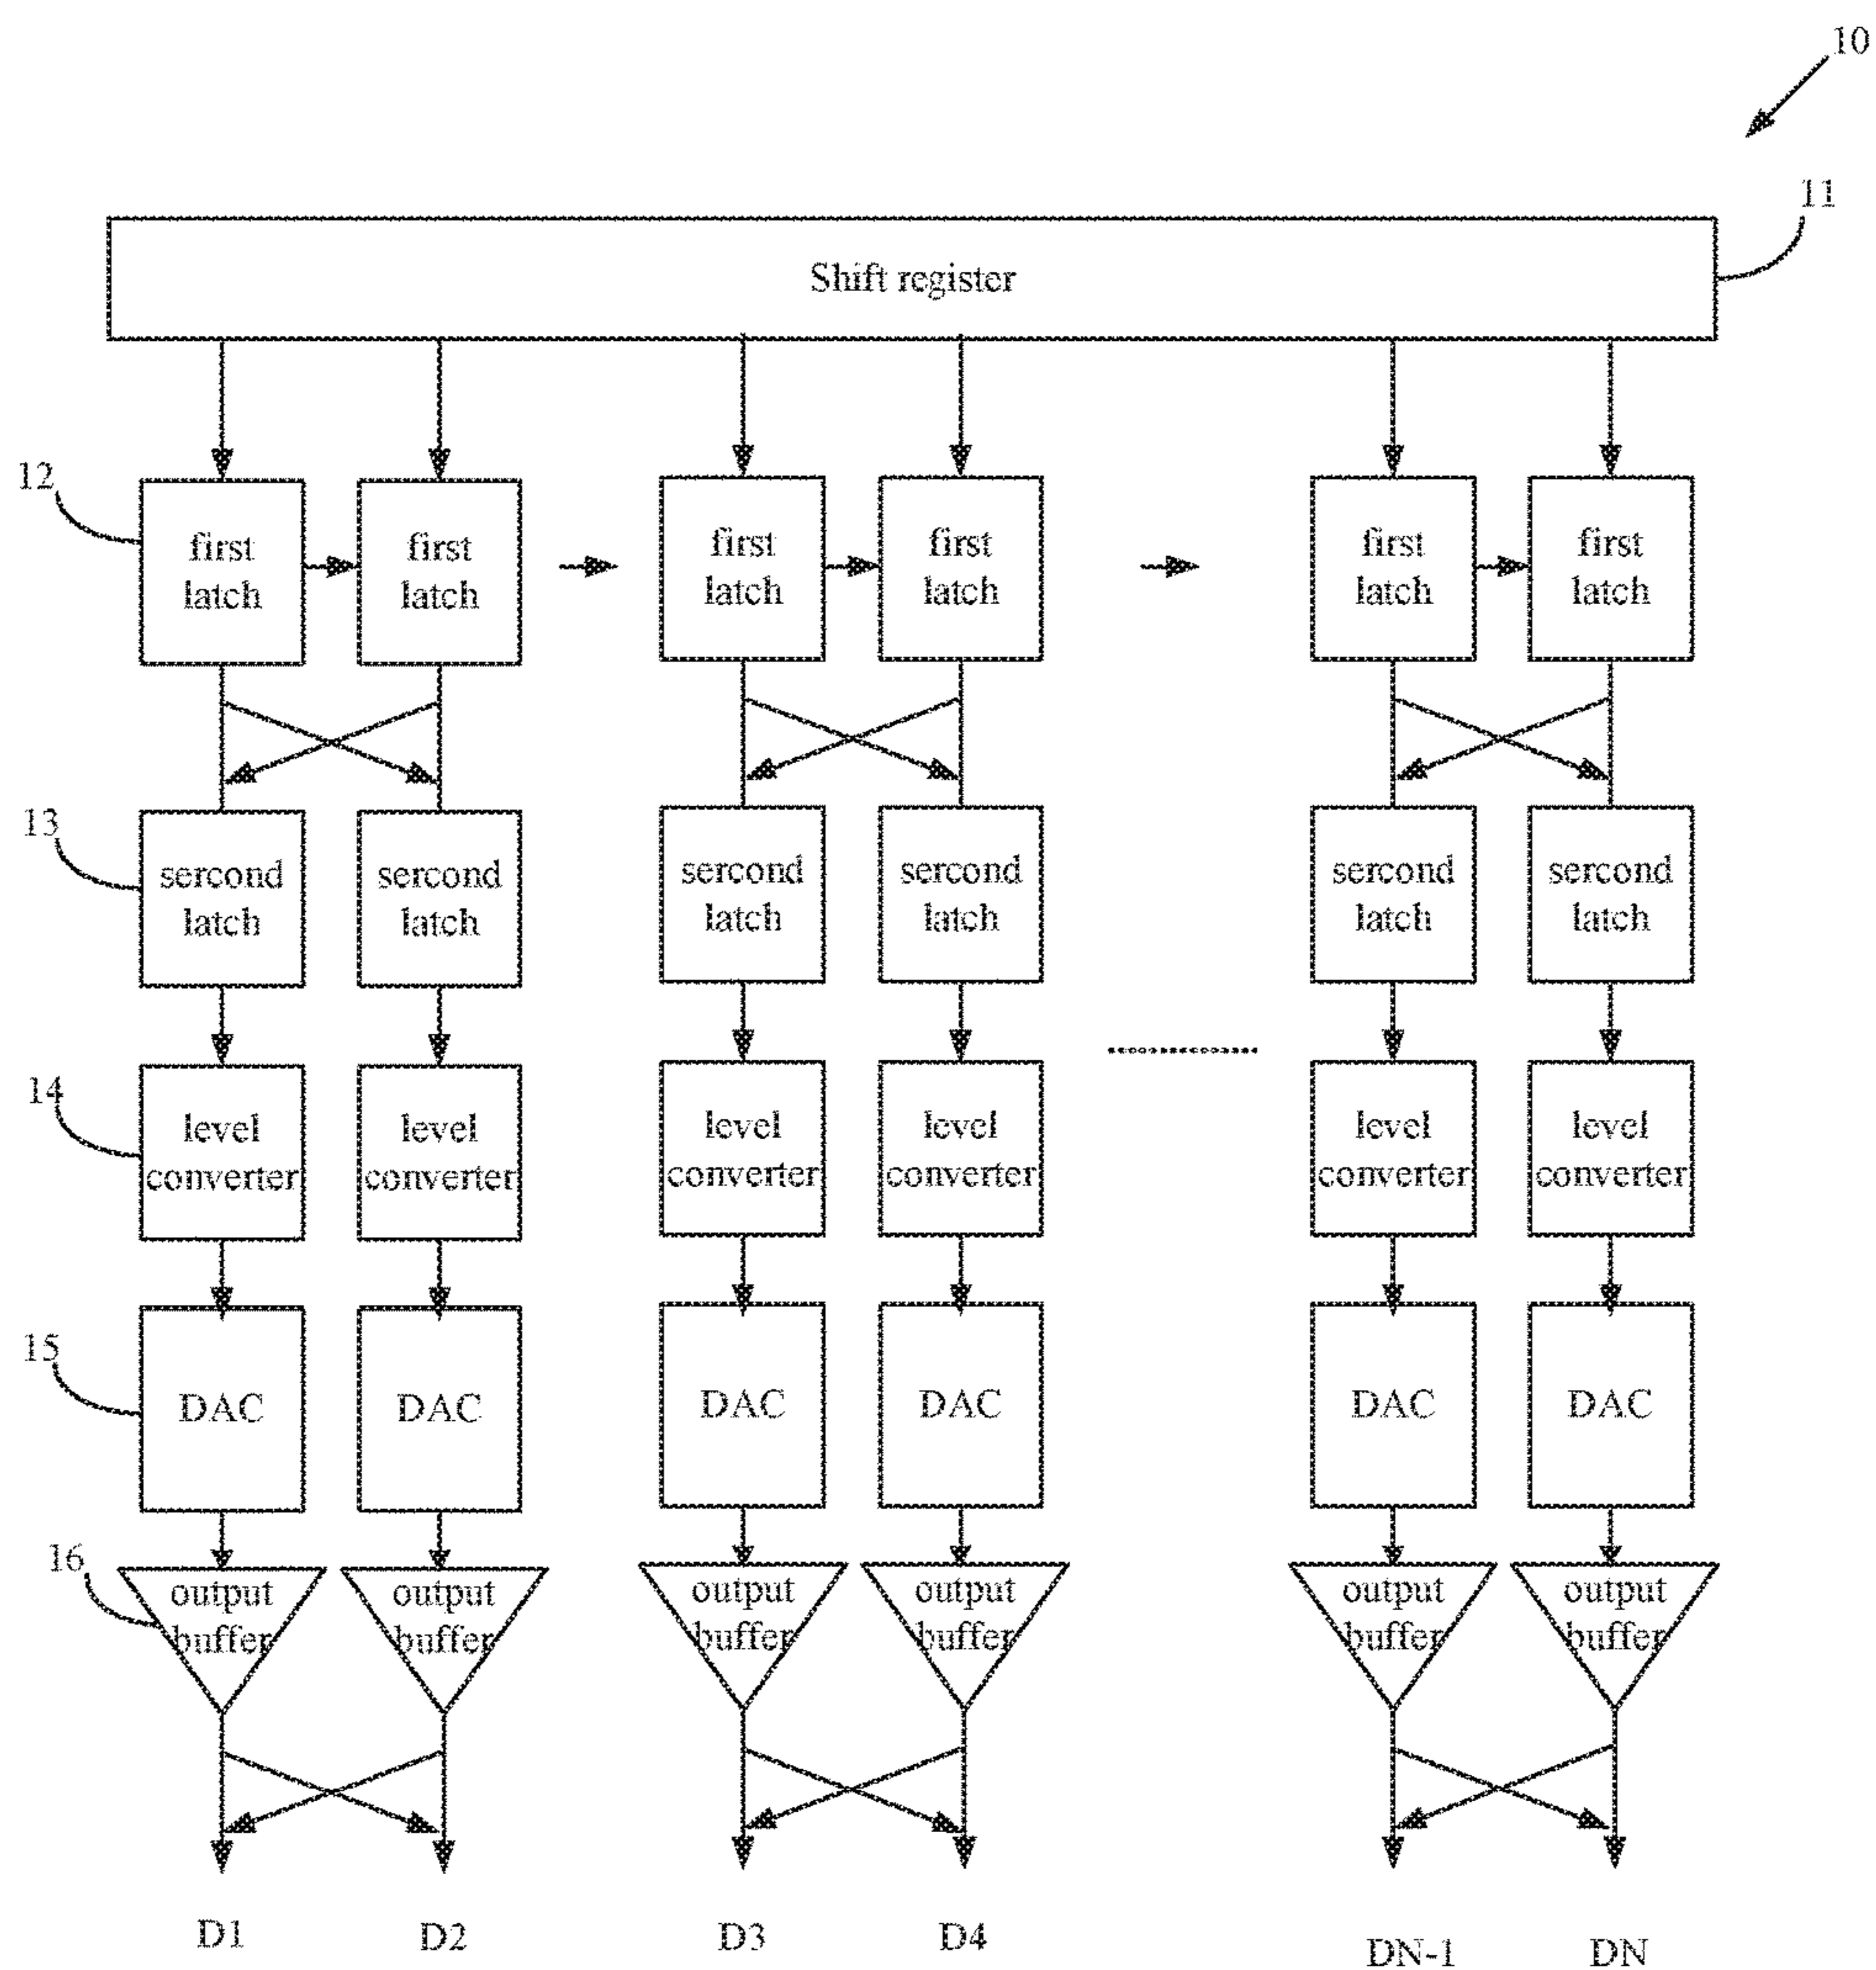 10
11
Shift register
12
first latch
first latch
first latch
first latch
first latch
first latch
13
sercond latch
sercond latch
sercond latch
sercond latch
sercond latch
sercond latch
14
level converter
level converter
level converter
level converter
level converter
level converter
15
DAC
DAC
DAC
DAC
DAC
DAC
16
output buffer
output buffer
output buffer
output buffer
output buffer
output buffer
D1
D2
D3
D4
DN-1
DN